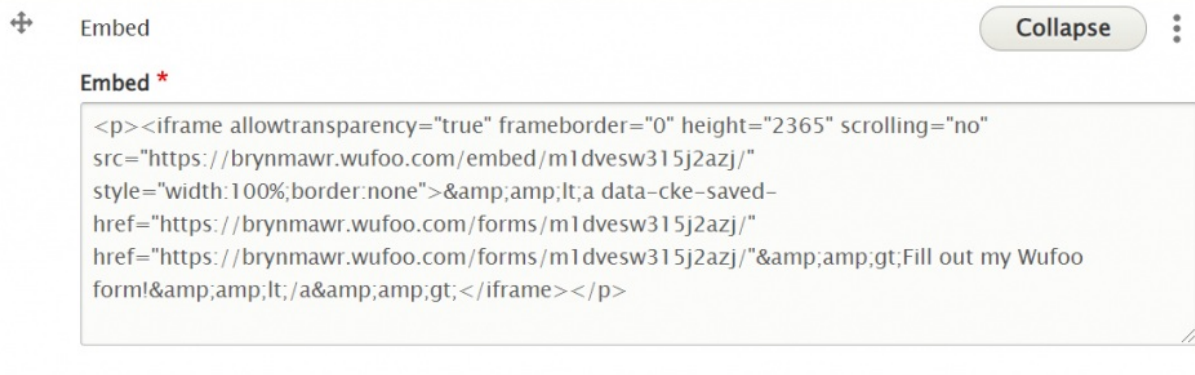 Embed
Collapse
Embed *
<p><iframe allowtransparency="true" frameborder="0" height="2365" scrolling="no"
src="https://brynmawr.wufoo.com/embed/m1dvesw315j2azj/"
style="width:100%;border:none">&amp;amp;lt;a data-cke-saved-
href="https://brynmawr.wufoo.com/forms/m1dvesw315j2azj/"
href="https://brynmawr.wufoo.com/forms/m1dvesw315j2azj/"&amp;amp;gt;Fill out my Wufoo
form!&amp;amp;lt;/a&amp;amp;gt;</iframe></p>